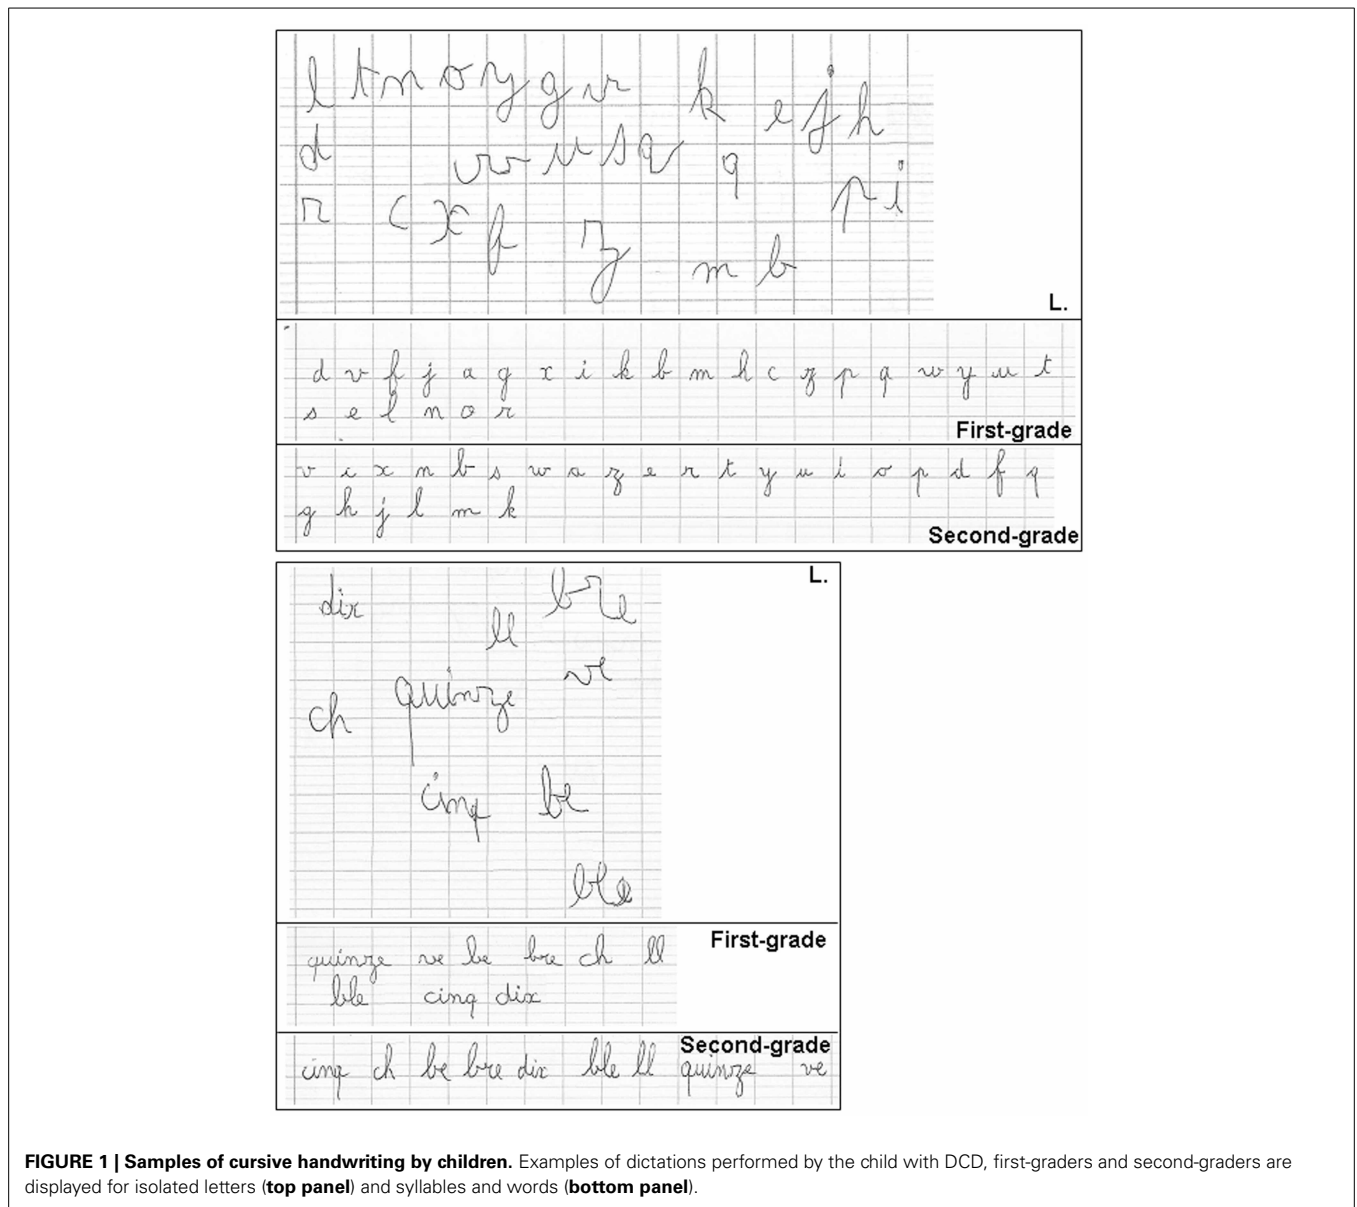 l t n o y g v k e j h
d w u s a q p i
r c x f z m b
L.
d v f j a g x i k b m h c z p q w y u t
s e l n o r
First-grade
v c x n b s w a z e r t y u i o p d f q
g h j l m k
Second-grade
L.
dix ll bre
ch quinze ve
cinq be
ble
First-grade
quinze ve be bre ch ll
ble cinq dix
Second-grade
cinq ch be bre dix ble ll quinze ve
FIGURE 1 | Samples of cursive handwriting by children. Examples of dictations performed by the child with DCD, first-graders and second-graders are
displayed for isolated letters (top panel) and syllables and words (bottom panel).